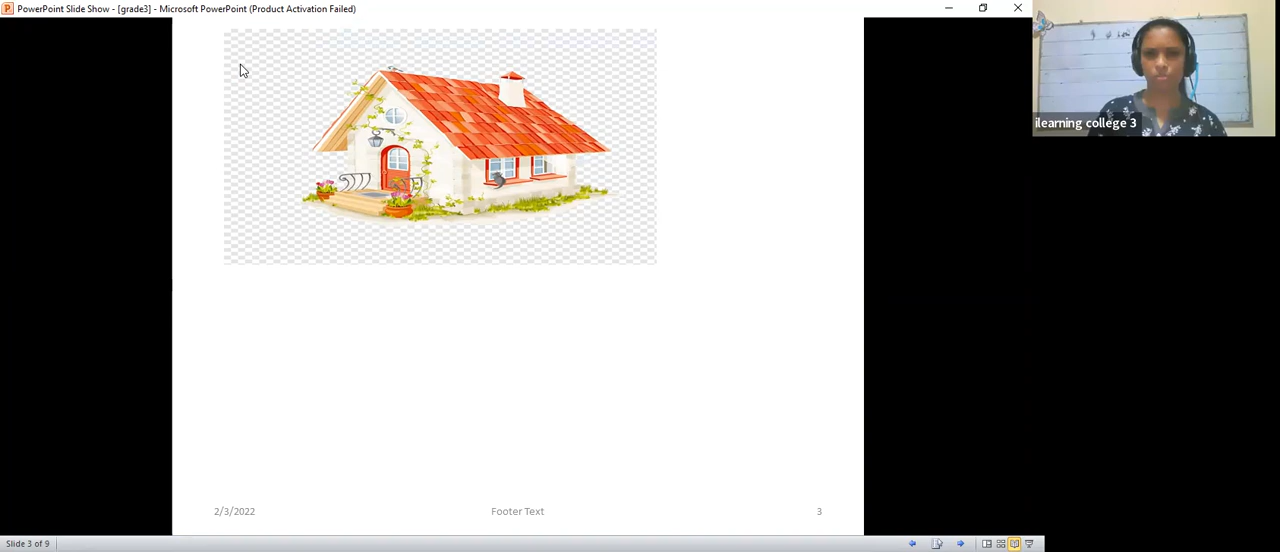 PowerPoint Slide Show - [grade3] - Microsoft PowerPoint (Product Activation Failed)
ilearning college 3
2/3/2022
Footer Text
3
Slide 3 of 9